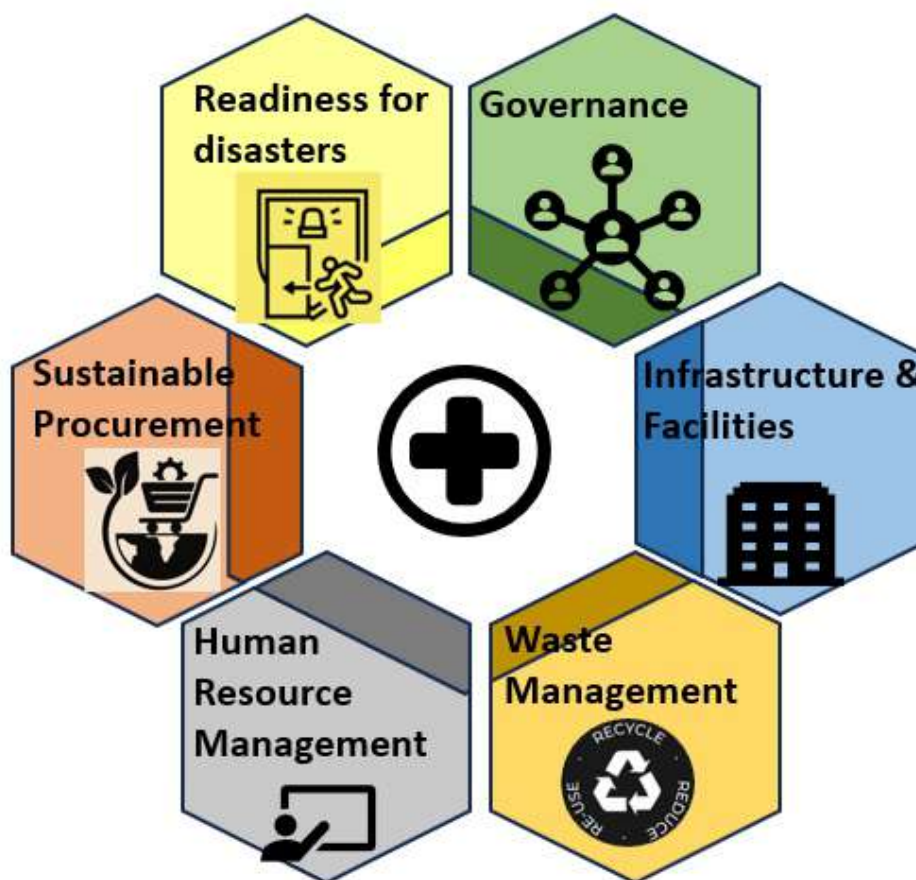 Readiness for
disasters
Governance
Sustainable
Procurement
Infrastructure &
Facilities
Human
Resource
Management
Waste
Management
RECYCLE
REDUCE
RE-USE